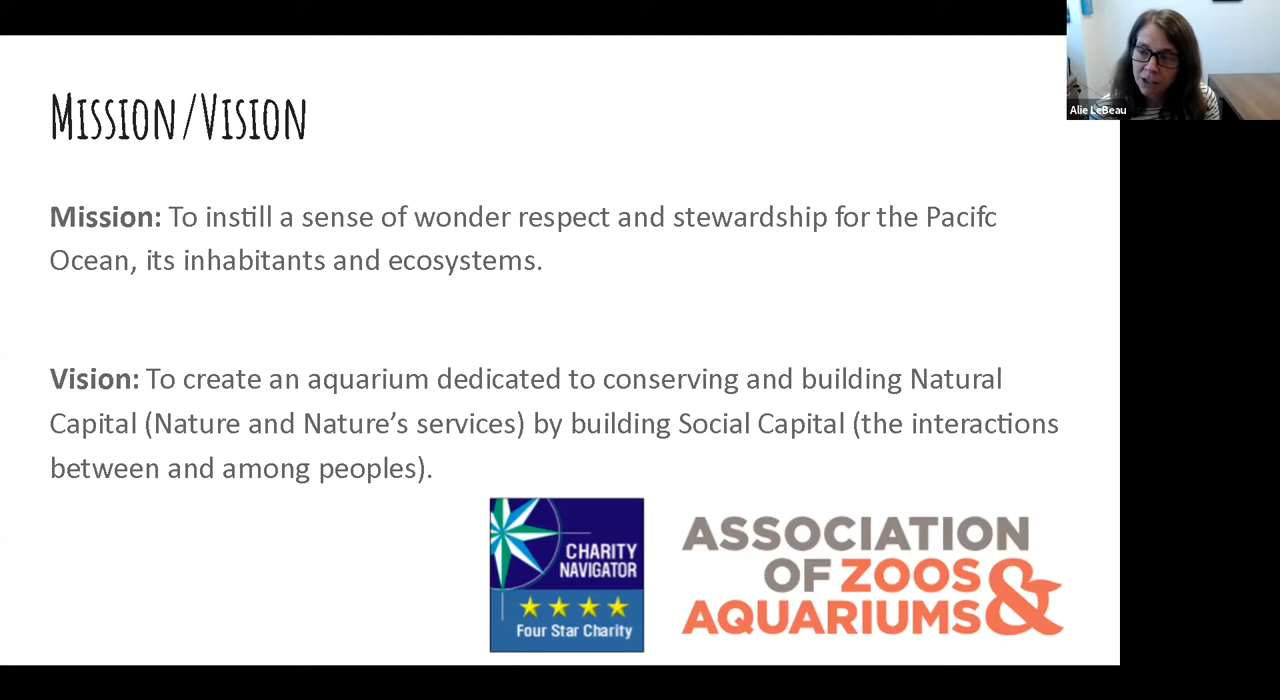 Mission/Vision
Mission: To instill a sense of wonder respect and stewardship for the Pacifc
Ocean, its inhabitants and ecosystems.
Vision: To create an aquarium dedicated to conserving and building Natural
Capital (Nature and Nature’s services) by building Social Capital (the interactions
between and among peoples).
CHARITY
NAVIGATOR
Four Star Charity
ASSOCIATION
OF ZOOS &
AQUARIUMS
Alie LeBeau